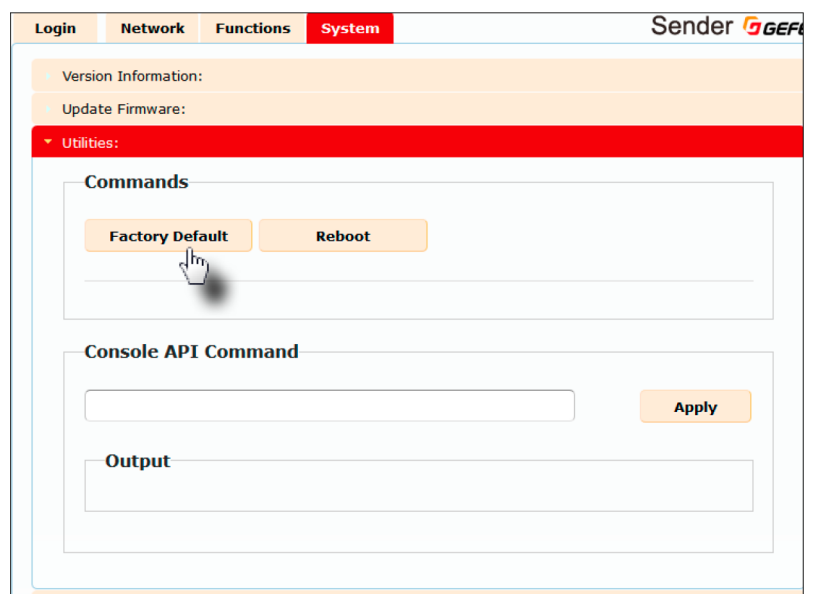 Login Network Functions System Sender GEFE
Version Information:
Update Firmware:
Utilities:
Commands
Factory Default Reboot
Console API Command
Apply
Output